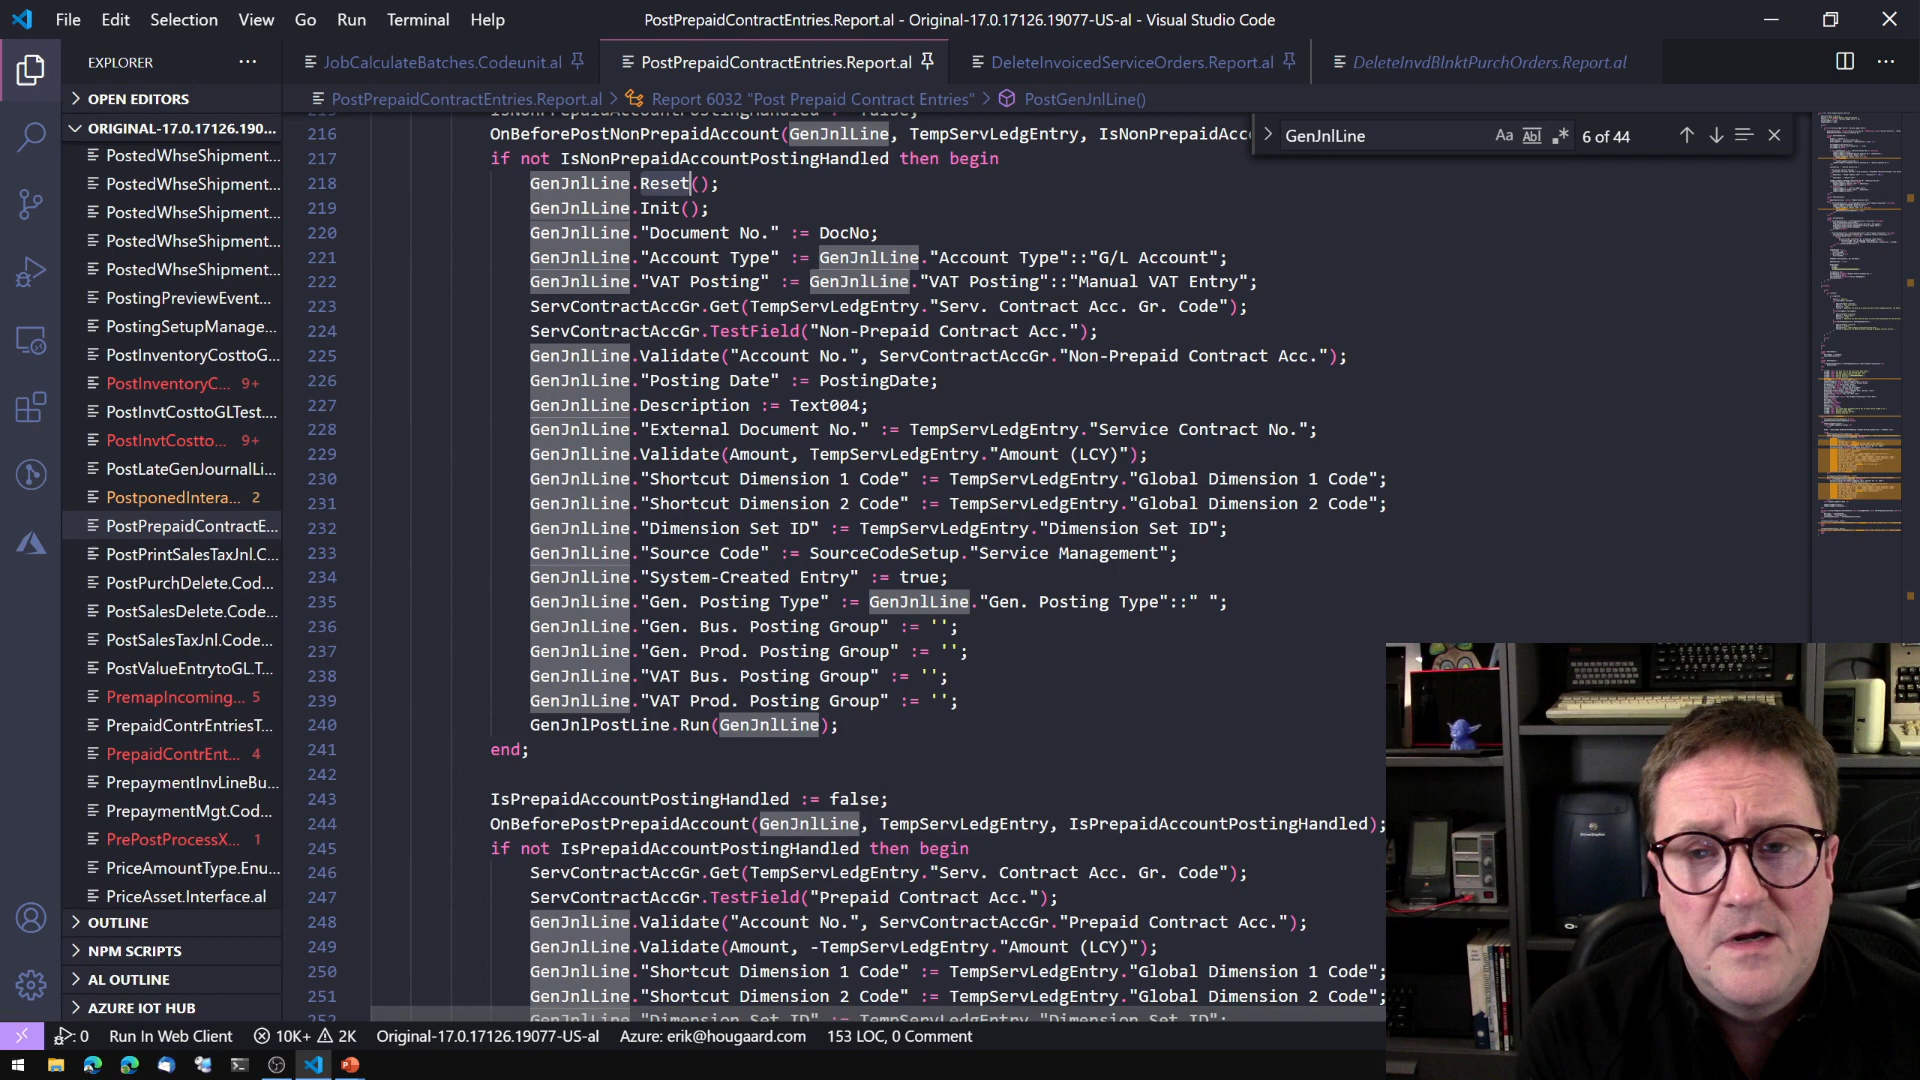 File Edit Selection View Go Run Terminal Help
PostPrepaidContractEntries.Report.al - Original-17.0.17126.19077-US-al - Visual Studio Code
EXPLORER ...
JobCalculateBatches.Codeunit.al
PostPrepaidContractEntries.Report.al
DeleteInvoicedServiceOrders.Report.al
DeleteInvdBlnktPurchOrders.Report.al
OPEN EDITORS
PostPrepaidContractEntries.Report.al > Report 6032 "Post Prepaid Contract Entries" > PostGenJnlLine()
ORIGINAL-17.0.17126.190...
PostedWhseShipment...
PostedWhseShipment...
PostedWhseShipment...
PostedWhseShipment...
PostedWhseShipment...
PostingPreviewEvent...
PostingSetupManage...
PostInventoryCosttoG...
PostInventoryC... 9+
PostInvtCosttoGLTest....
PostInvtCostto... 9+
PostLateGenJournalLi...
PostponedIntera... 2
PostPrepaidContractE...
PostPrintSalesTaxJnl.C...
PostPurchDelete.Cod...
PostSalesDelete.Code...
PostSalesTaxJnl.Code...
PostValueEntrytoGL.T...
PremapIncoming... 5
PrepaidContrEntriesT...
PrepaidContrEnt... 4
PrepaymentInvLineBu...
PrepaymentMgt.Cod...
PrePostProcessX... 1
PriceAmountType.Enu...
PriceAsset.Interface.al
OUTLINE
NPM SCRIPTS
AL OUTLINE
AZURE IOT HUB
GenJnlLine Aa Abl .* 6 of 44
216 OnBeforePostNonPrepaidAccount(GenJnlLine, TempServLedgEntry, IsNonPrepaidAcc
217 if not IsNonPrepaidAccountPostingHandled then begin
218 GenJnlLine.Reset();
219 GenJnlLine.Init();
220 GenJnlLine."Document No." := DocNo;
221 GenJnlLine."Account Type" := GenJnlLine."Account Type"::"G/L Account";
222 GenJnlLine."VAT Posting" := GenJnlLine."VAT Posting"::"Manual VAT Entry";
223 ServContractAccGr.Get(TempServLedgEntry."Serv. Contract Acc. Gr. Code");
224 ServContractAccGr.TestField("Non-Prepaid Contract Acc.");
225 GenJnlLine.Validate("Account No.", ServContractAccGr."Non-Prepaid Contract Acc.");
226 GenJnlLine."Posting Date" := PostingDate;
227 GenJnlLine.Description := Text004;
228 GenJnlLine."External Document No." := TempServLedgEntry."Service Contract No.";
229 GenJnlLine.Validate(Amount, TempServLedgEntry."Amount (LCY)");
230 GenJnlLine."Shortcut Dimension 1 Code" := TempServLedgEntry."Global Dimension 1 Code";
231 GenJnlLine."Shortcut Dimension 2 Code" := TempServLedgEntry."Global Dimension 2 Code";
232 GenJnlLine."Dimension Set ID" := TempServLedgEntry."Dimension Set ID";
233 GenJnlLine."Source Code" := SourceCodeSetup."Service Management";
234 GenJnlLine."System-Created Entry" := true;
235 GenJnlLine."Gen. Posting Type" := GenJnlLine."Gen. Posting Type"::" ";
236 GenJnlLine."Gen. Bus. Posting Group" := '';
237 GenJnlLine."Gen. Prod. Posting Group" := '';
238 GenJnlLine."VAT Bus. Posting Group" := '';
239 GenJnlLine."VAT Prod. Posting Group" := '';
240 GenJnlPostLine.Run(GenJnlLine);
241 end;
242
243 IsPrepaidAccountPostingHandled := false;
244 OnBeforePostPrepaidAccount(GenJnlLine, TempServLedgEntry, IsPrepaidAccountPostingHandled);
245 if not IsPrepaidAccountPostingHandled then begin
246 ServContractAccGr.Get(TempServLedgEntry."Serv. Contract Acc. Gr. Code");
247 ServContractAccGr.TestField("Prepaid Contract Acc.");
248 GenJnlLine.Validate("Account No.", ServContractAccGr."Prepaid Contract Acc.");
249 GenJnlLine.Validate(Amount, -TempServLedgEntry."Amount (LCY)");
250 GenJnlLine."Shortcut Dimension 1 Code" := TempServLedgEntry."Global Dimension 1 Code";
251 GenJnlLine."Shortcut Dimension 2 Code" := TempServLedgEntry."Global Dimension 2 Code";
252 GenJnlLine."Dimension Set ID" := TempServLedgEntry."Dimension Set ID";
0 Run In Web Client 10K+ 2K Original-17.0.17126.19077-US-al Azure: erik@hougaard.com 153 LOC, 0 Comment